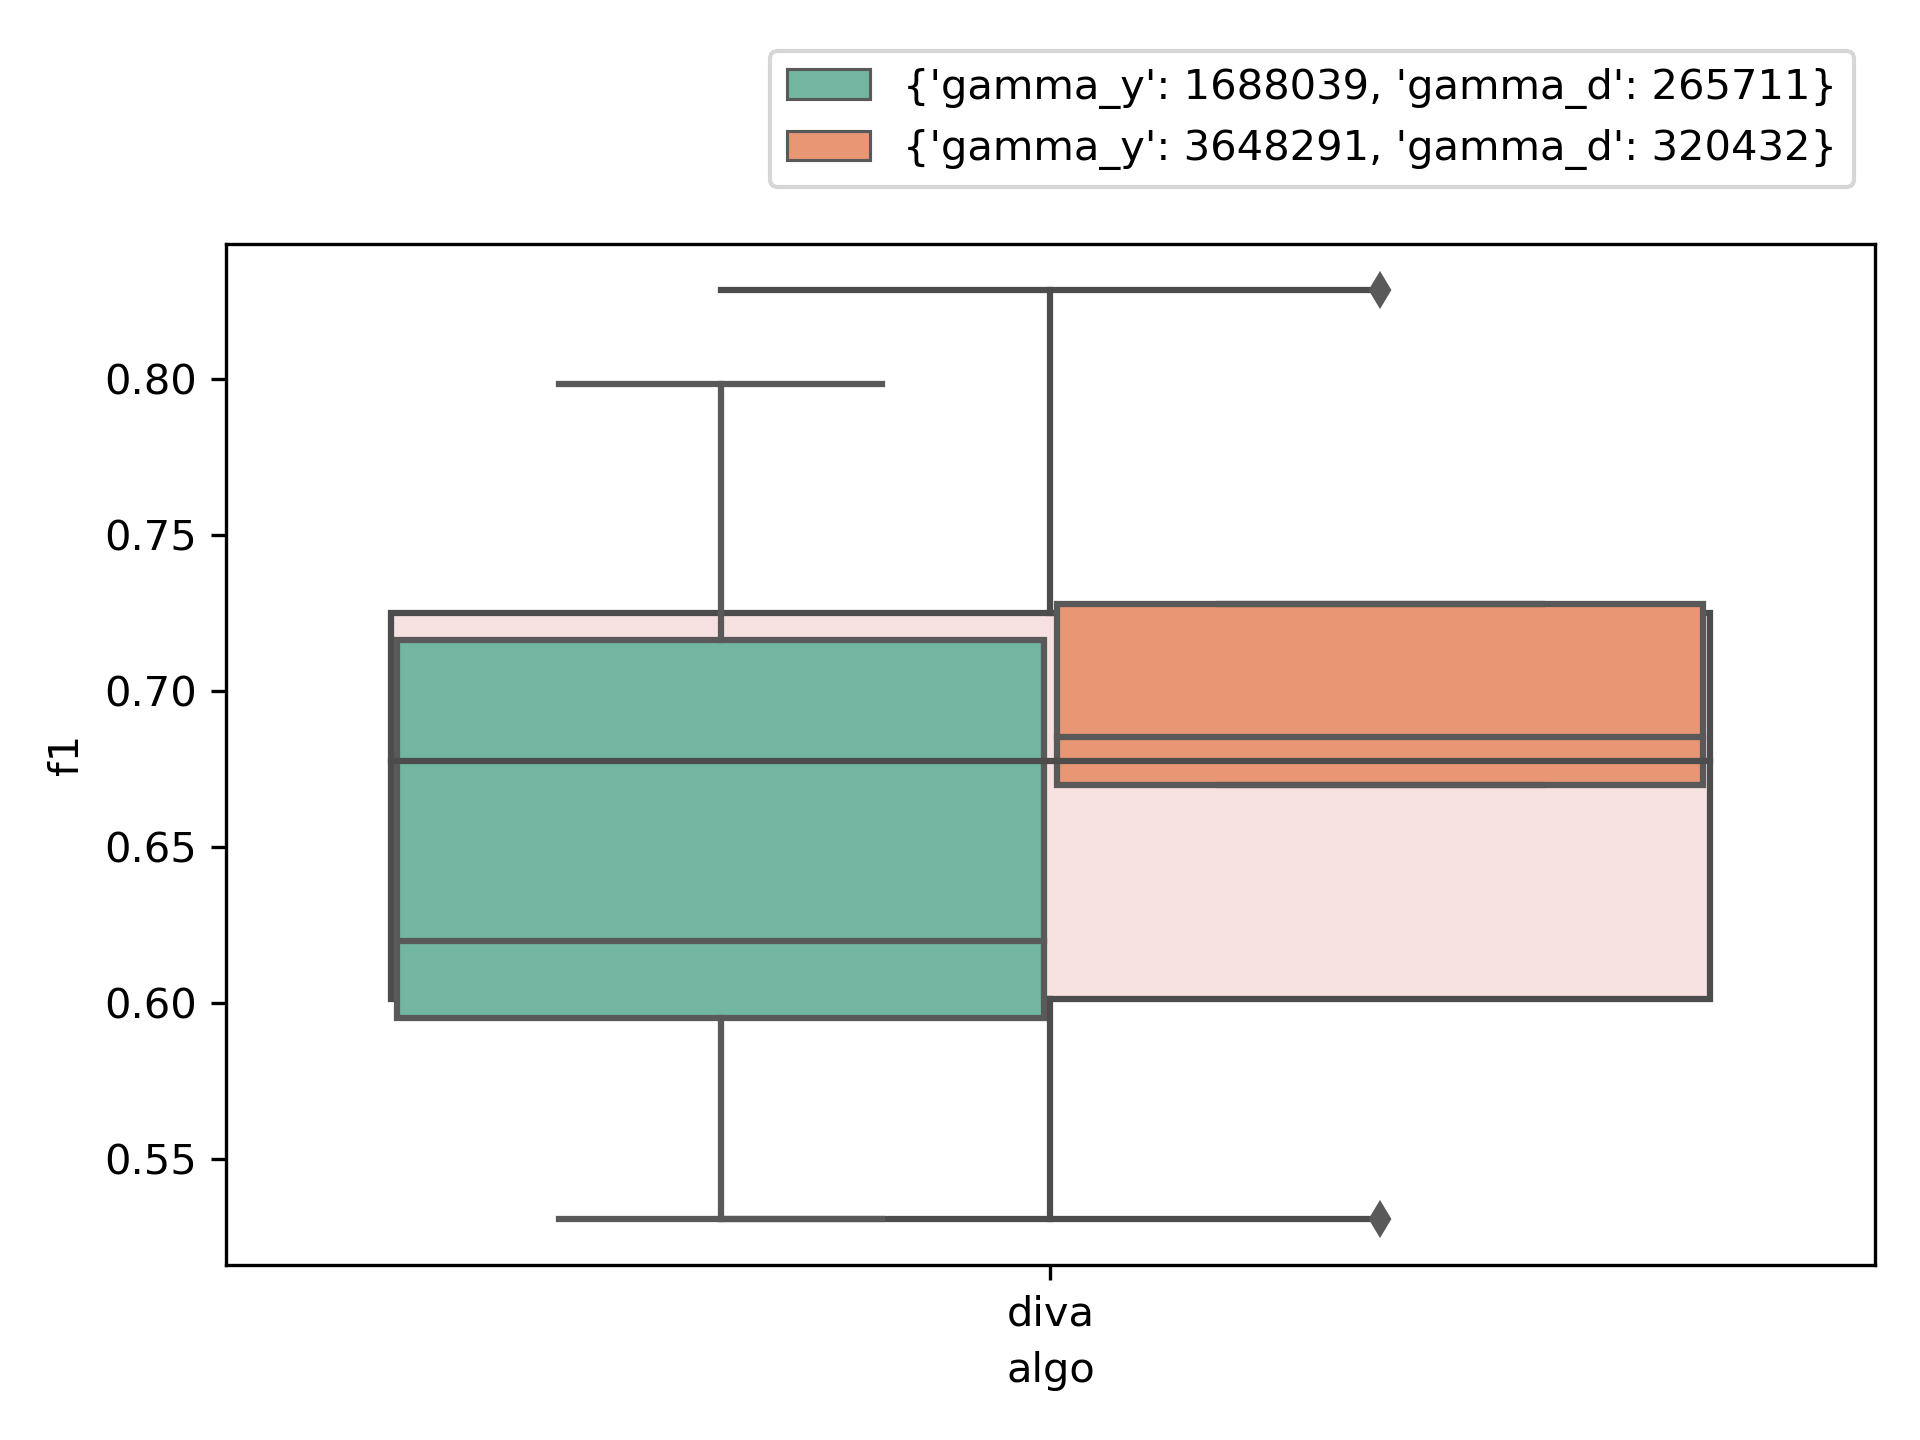 {'gamma_y': 1688039, 'gamma_d': 265711}
{'gamma_y': 3648291, 'gamma_d': 320432}
0.80
0.75
0.70
0.65
0.60
0.55
f1
diva
algo